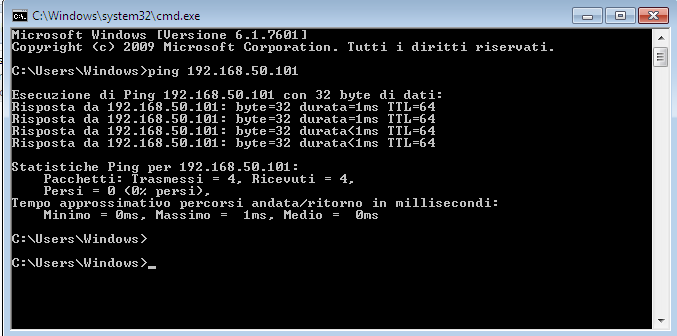 C:\Windows\system32\cmd.exe
Microsoft Windows [Versione 6.1.7601]
Copyright (c) 2009 Microsoft Corporation. Tutti i diritti riservati.
C:\Users\Windows>ping 192.168.50.101
Esecuzione di Ping 192.168.50.101 con 32 byte di dati:
Risposta da 192.168.50.101: byte=32 durata=1ms TTL=64
Risposta da 192.168.50.101: byte=32 durata=1ms TTL=64
Risposta da 192.168.50.101: byte=32 durata<1ms TTL=64
Risposta da 192.168.50.101: byte=32 durata<1ms TTL=64
Statistiche Ping per 192.168.50.101:
Pacchetti: Trasmessi = 4, Ricevuti = 4,
Persi = 0 (0% persi),
Tempo approssimativo percorsi andata/ritorno in millisecondi:
Minimo = 0ms, Massimo =  1ms, Medio =  0ms
C:\Users\Windows>
C:\Users\Windows>_